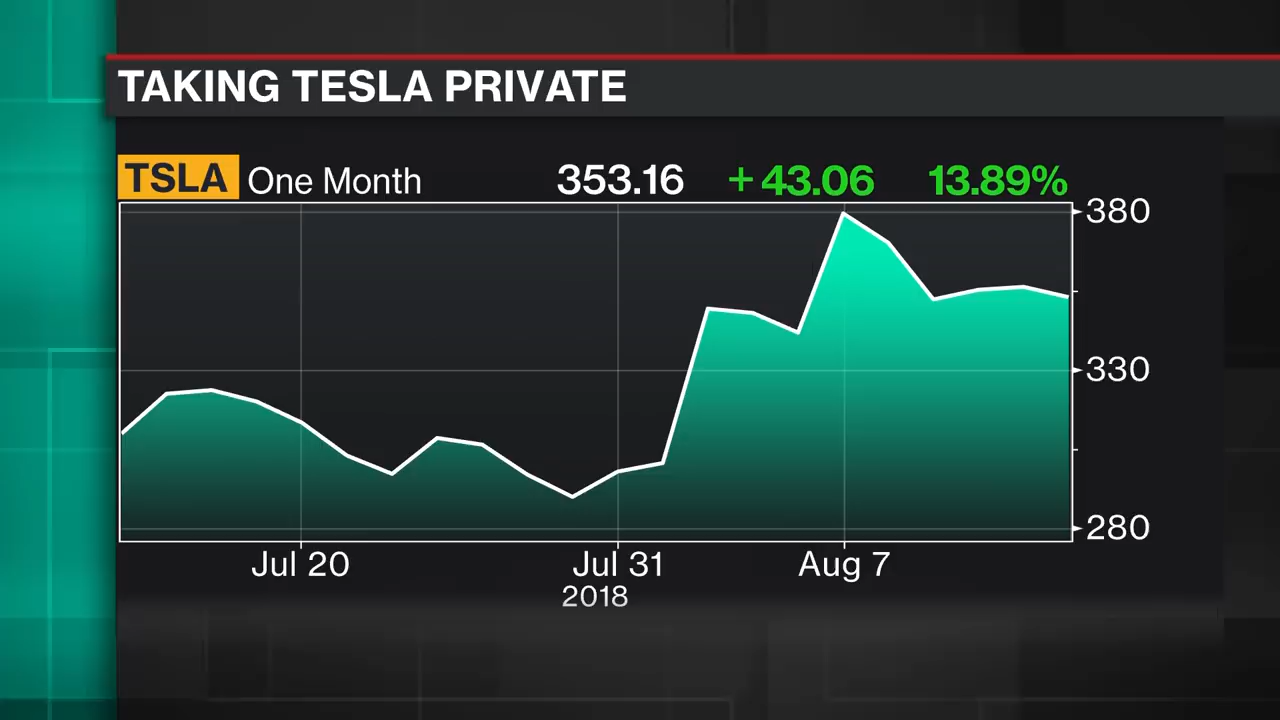 TAKING TESLA PRIVATE
TSLA One Month 353.16 +43.06 13.89%
380
330
280
Jul 20 Jul 31 Aug 7
2018